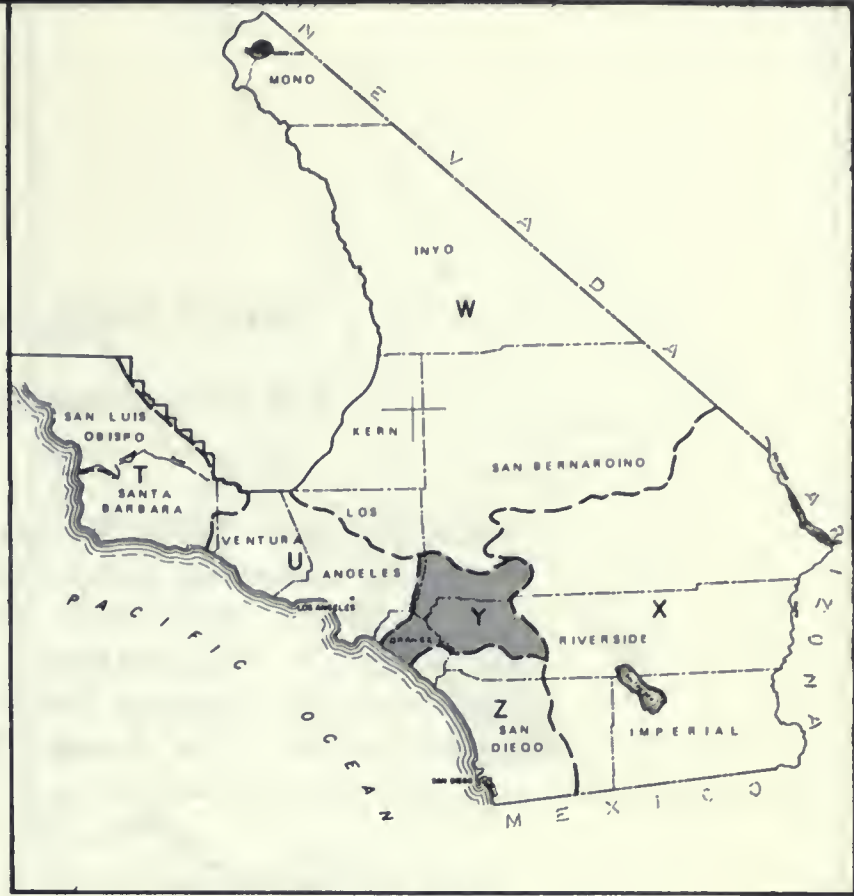 NEVADA
MONO
INYO
W
KERN
SAN LUIS
OBISPO
T
SANTA
BARBARA
SAN BERNARDINO
LOS
ANGELES
VENTURA
U
LOS ANGELES
ARIZONA
Y
X
ORANGE
RIVERSIDE
PACIFIC
OCEAN
Z
SAN
DIEGO
IMPERIAL
SAN DIEGO
MEXICO